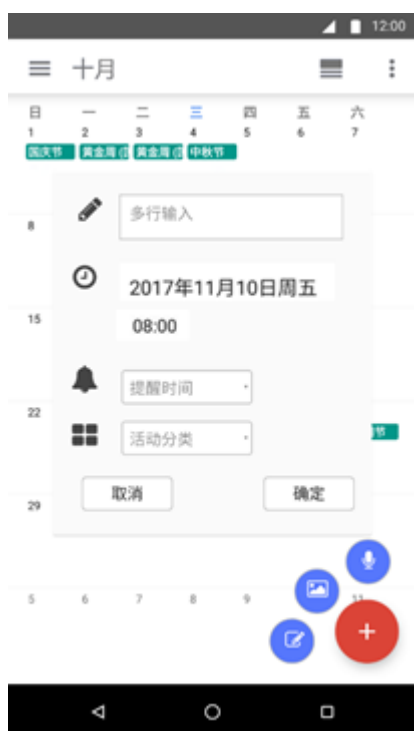 12:00
十月
日 一 二 三 四 五 六
1 2 3 4 5 6 7
国庆节 黄金周 黄金周 中秋节
8
多行输入
2017年11月10日周五
15
08:00
提醒时间
22
活动分类
节
取消 确定
29
5 6 7 8 9 11